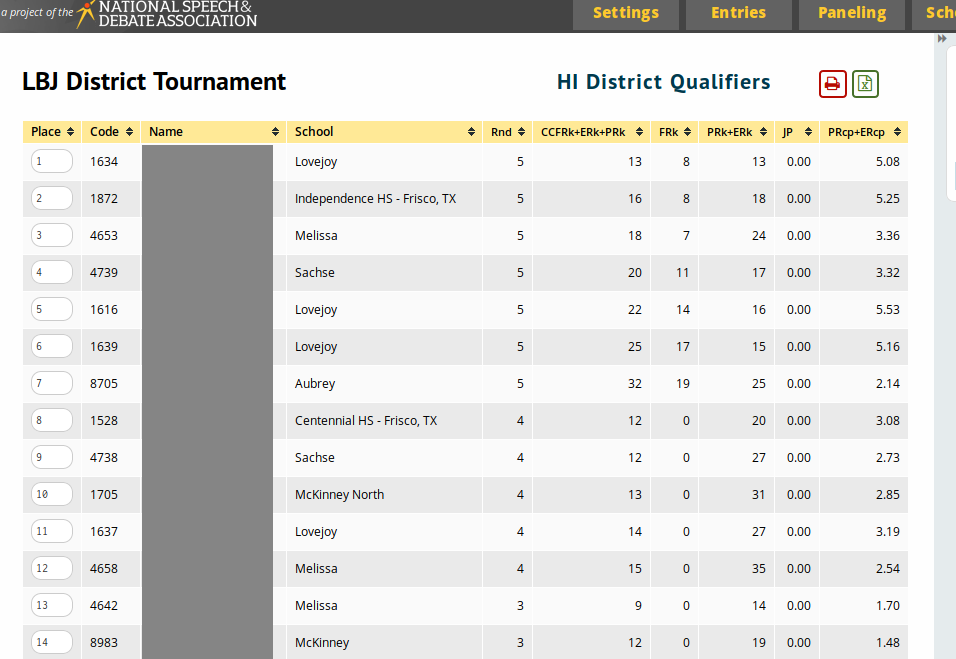 a project of the NATIONAL SPEECH & DEBATE ASSOCIATION
Settings Entries Paneling Sch
LBJ District Tournament
HI District Qualifiers
Place Code Name School Rnd CCFRk+ERk+PRk FRk PRk+ERk JP PRcp+ERcp
1 1634 Lovejoy 5 13 8 13 0.00 5.08
2 1872 Independence HS - Frisco, TX 5 16 8 18 0.00 5.25
3 4653 Melissa 5 18 7 24 0.00 3.36
4 4739 Sachse 5 20 11 17 0.00 3.32
5 1616 Lovejoy 5 22 14 16 0.00 5.53
6 1639 Lovejoy 5 25 17 15 0.00 5.16
7 8705 Aubrey 5 32 19 25 0.00 2.14
8 1528 Centennial HS - Frisco, TX 4 12 0 20 0.00 3.08
9 4738 Sachse 4 12 0 27 0.00 2.73
10 1705 McKinney North 4 13 0 31 0.00 2.85
11 1637 Lovejoy 4 14 0 27 0.00 3.19
12 4658 Melissa 4 15 0 35 0.00 2.54
13 4642 Melissa 3 9 0 14 0.00 1.70
14 8983 McKinney 3 12 0 19 0.00 1.48